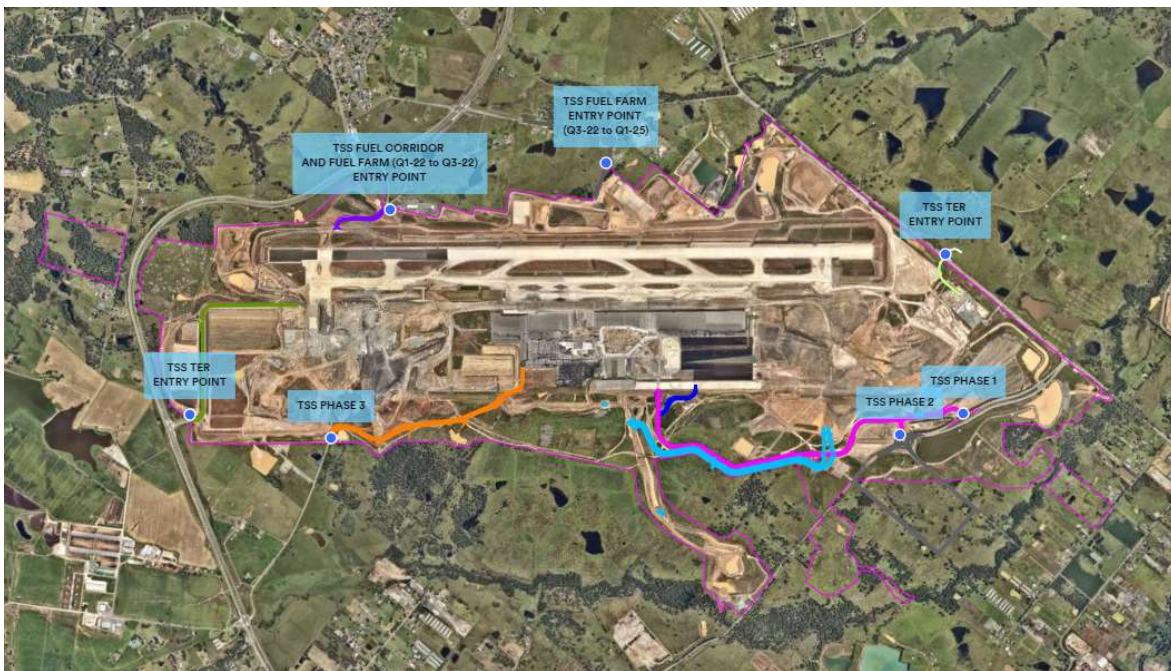 TSS FUEL FARM
ENTRY POINT
(Q3-22 to Q1-25)
TSS FUEL CORRIDOR
AND FUEL FARM (Q1-22 to Q3-22)
ENTRY POINT
TSS TER
ENTRY POINT
TSS TER
ENTRY POINT
TSS PHASE 3
TSS PHASE 1
TSS PHASE 2